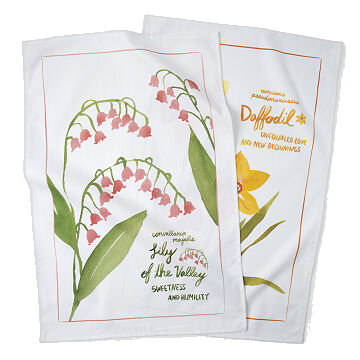 convallaria
majalis
Lily
of the Valley
SWEETNESS
AND HUMILITY
narcissus
pseudonarcissus
Daffodil
UNEQUALED LOVE
AND NEW BEGINNINGS